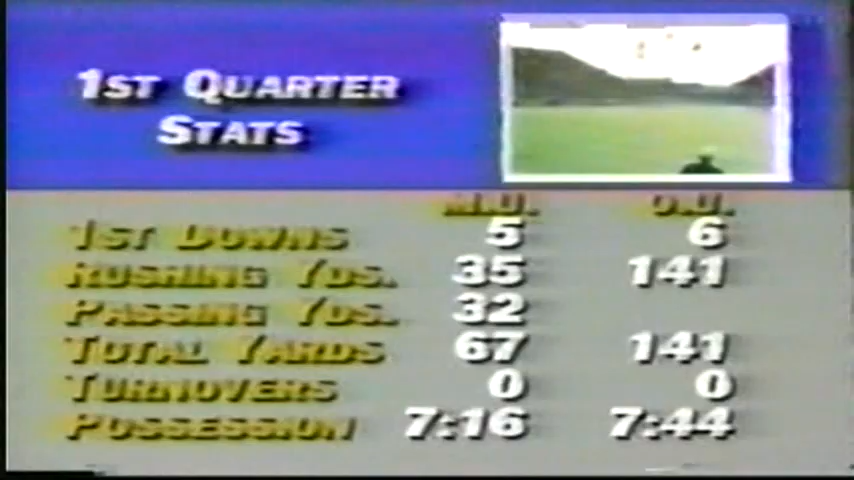 1ST QUARTER
STATS
M.U. O.U.
1ST DOWNS 5 6
RUSHING YDS. 35 141
PASSING YDS. 32
TOTAL YARDS 67 141
TURNOVERS 0 0
POSSESSION 7:16 7:44